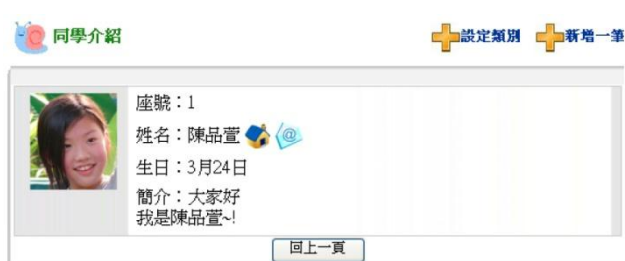 同學介紹
設定類別 新增一筆
座號：1
姓名：陳品萱
生日：3月24日
簡介：大家好
我是陳品萱~!
回上一頁